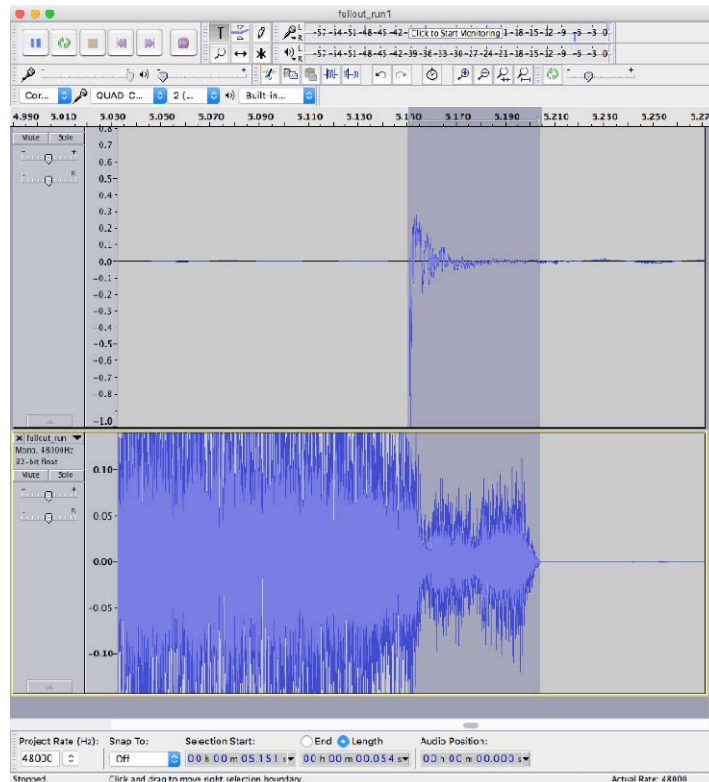 fullout_run1
-57 -54 -51 -48 -45 -42- Click to Start Monitoring 1 -18 -15 -12 -9 -6 -3 0
-57 -54 -51 -48 -45 -42 -39 -36 -33 -30 -27 -24 -21 -18 -15 -12 -9 -6 -3 0
Cor... QUAD-C... 2 (... Built-in...
4.990 5.010 5.030 5.050 5.070 5.090 5.110 5.130 5.150 5.170 5.190 5.210 5.230 5.250 5.27
Mute Solo 0.8
0.7
- + 0.6
L R 0.5
0.4
0.3
0.2
0.1
0.0
-0.1
-0.2
-0.3
-0.4
-0.5
-0.6
-0.7
-0.8
-1.0
fullout_run
Mono, 48000Hz
32-bit float
Mute Solo
0.10
- +
L R 0.05
0.00
-0.05
-0.10
Project Rate (Hz): Snap To: Selection Start: End Length Audio Position:
48000 Off 00 h 00 m 05.151 s 00 h 00 m 00.054 s 00 h 00 m 00.000 s
Stopped. Click and drag to move right selection boundary. Actual Rate: 48000